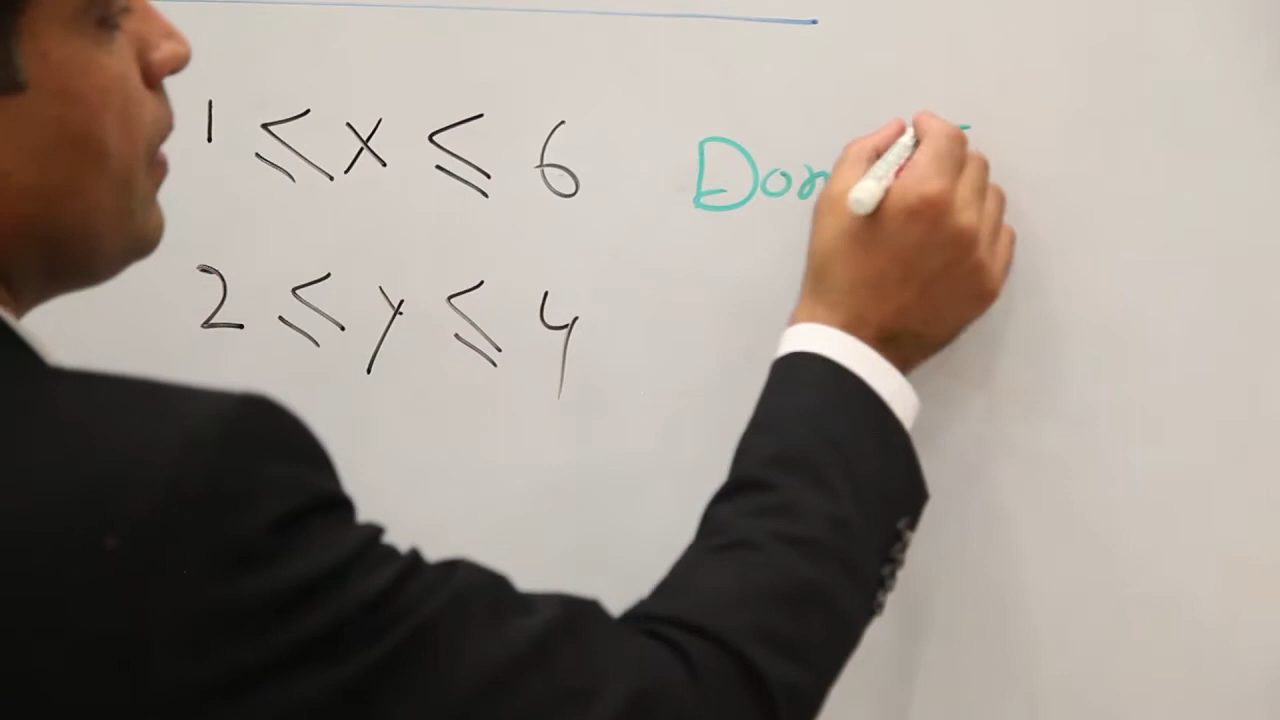 1 ≤ x ≤ 6
2 ≤ y ≤ 4